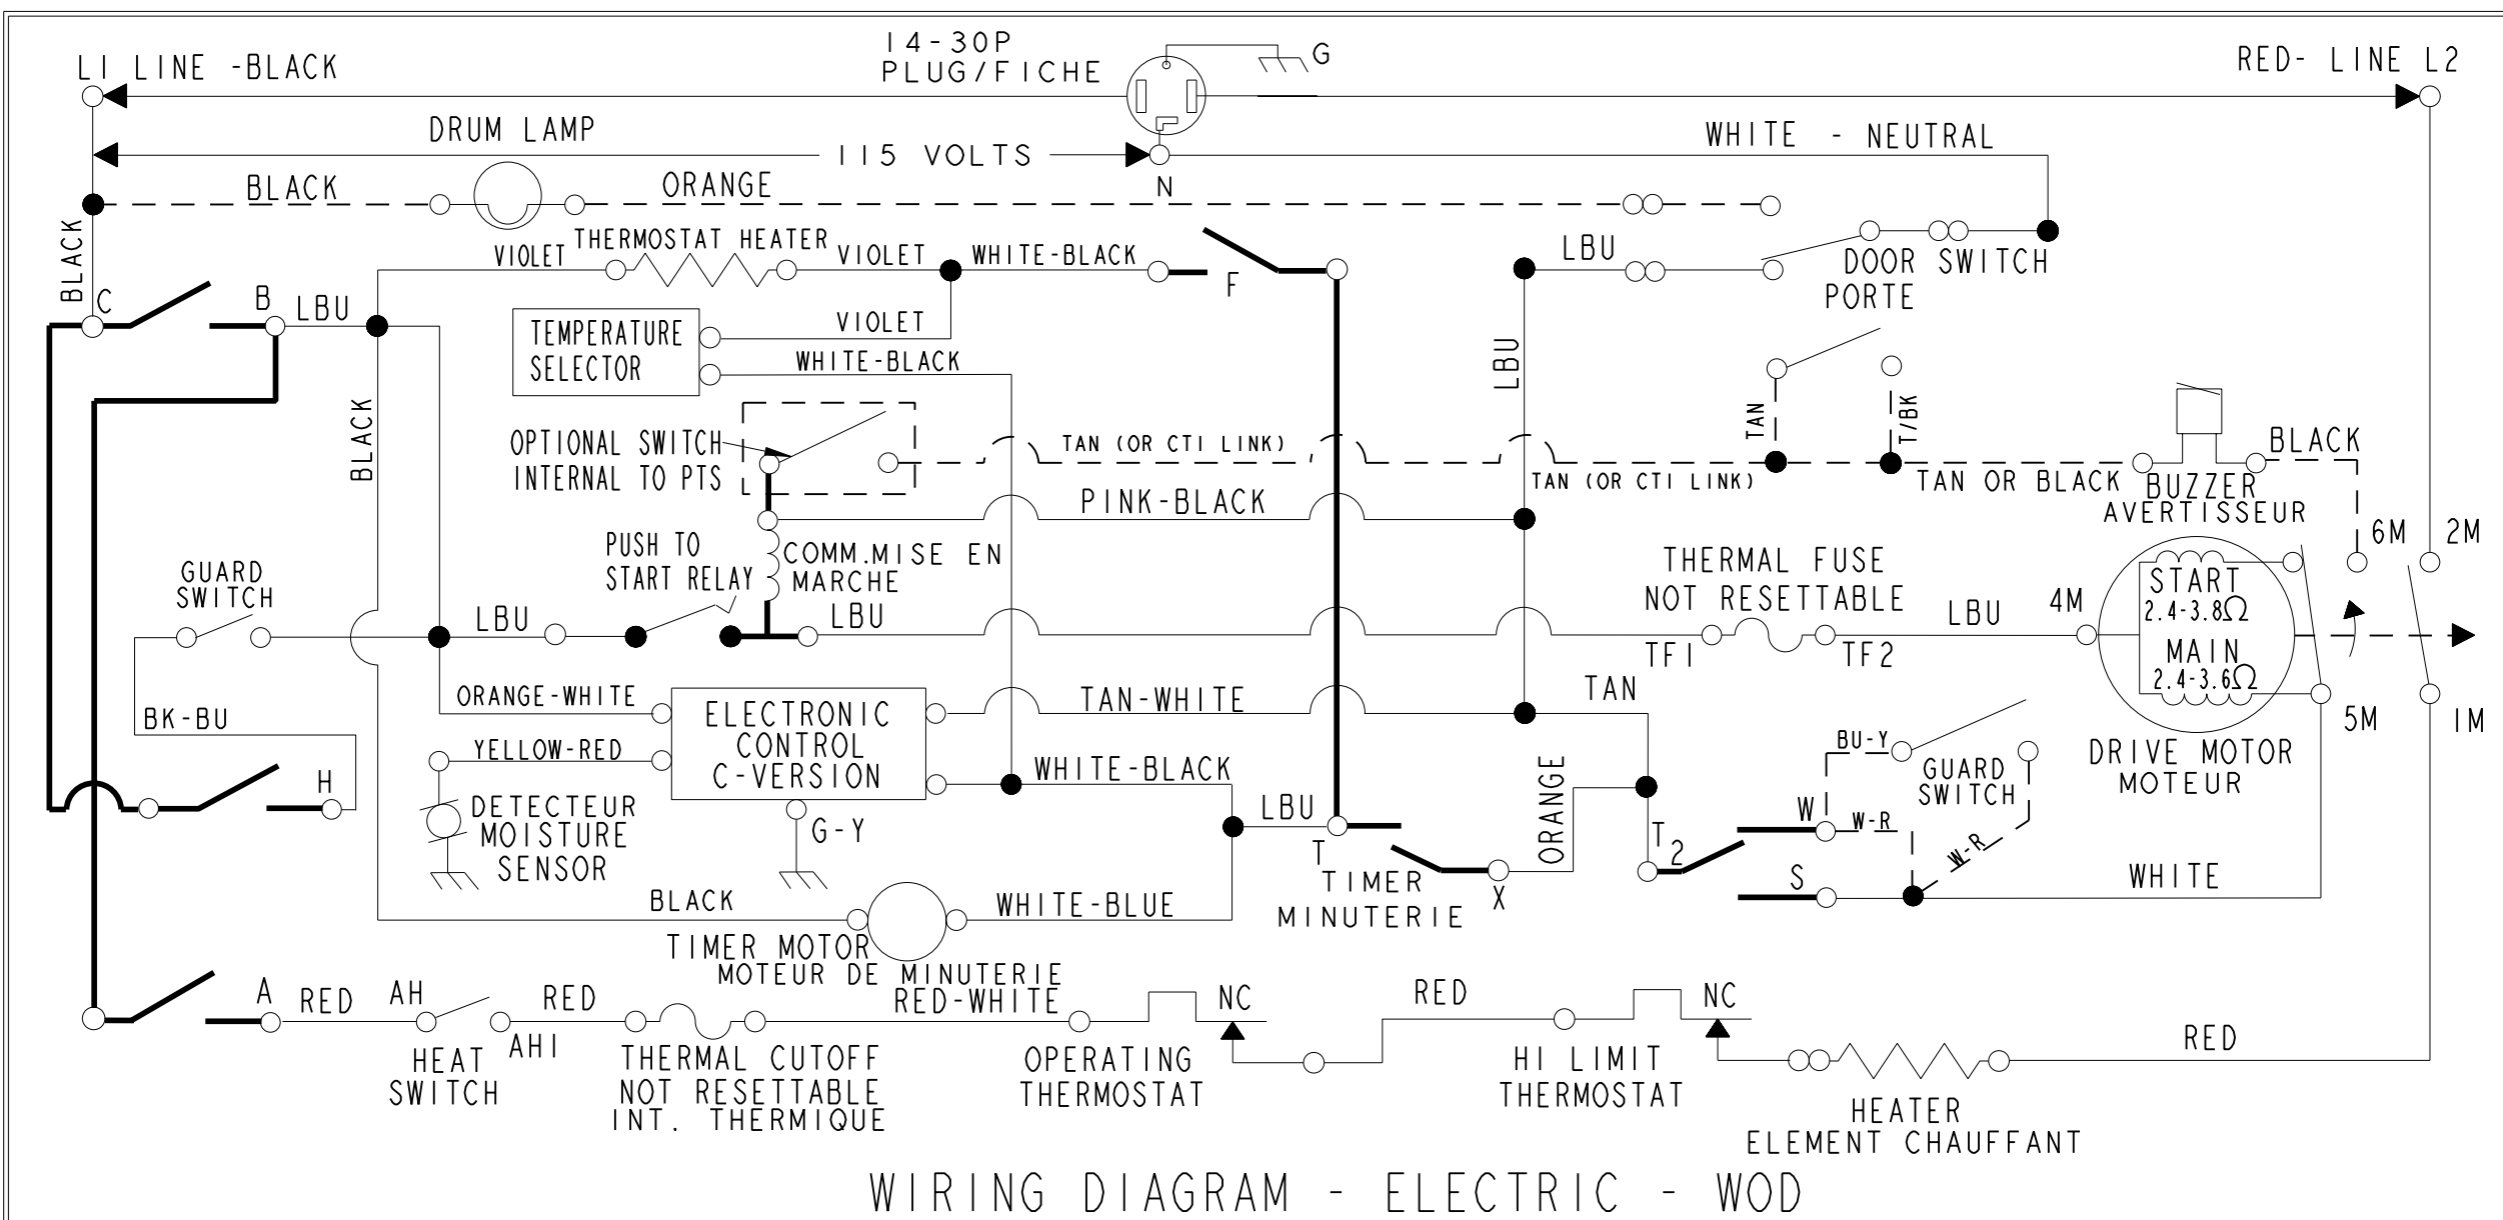 14-30P
PLUG/FICHE
G
L1 LINE -BLACK
RED- LINE L2
DRUM LAMP
115 VOLTS
WHITE - NEUTRAL
N
BLACK
ORANGE
BLACK
VIOLET
THERMOSTAT HEATER
VIOLET
WHITE-BLACK
F
LBU
DOOR SWITCH
PORTE
C
B
LBU
TEMPERATURE
SELECTOR
VIOLET
WHITE-BLACK
LBU
BLACK
OPTIONAL SWITCH
INTERNAL TO PTS
TAN (OR CTI LINK)
TAN
T/BK
TAN (OR CTI LINK)
TAN OR BLACK
BUZZER
AVERTISSEUR
BLACK
PINK-BLACK
6M
2M
PUSH TO
START RELAY
COMM.MISE EN
MARCHE
GUARD
SWITCH
LBU
LBU
THERMAL FUSE
NOT RESETTABLE
TF1
TF2
LBU
4M
START
2.4-3.8Ω
MAIN
2.4-3.6Ω
5M
1M
DRIVE MOTOR
MOTEUR
ORANGE-WHITE
ELECTRONIC
CONTROL
C-VERSION
TAN-WHITE
TAN
BK-BU
YELLOW-RED
WHITE-BLACK
BU-Y
GUARD
SWITCH
H
DETECTEUR
MOISTURE
SENSOR
G-Y
LBU
T
ORANGE
T2
W
W-R
W-R
TIMER
MINUTERIE
X
S
WHITE
BLACK
WHITE-BLUE
TIMER MOTOR
MOTEUR DE MINUTERIE
A
RED
AH
AH1
HEAT
SWITCH
RED
THERMAL CUTOFF
NOT RESETTABLE
INT. THERMIQUE
RED-WHITE
NC
OPERATING
THERMOSTAT
RED
NC
HI LIMIT
THERMOSTAT
RED
HEATER
ELEMENT CHAUFFANT
WIRING DIAGRAM - ELECTRIC - WOD